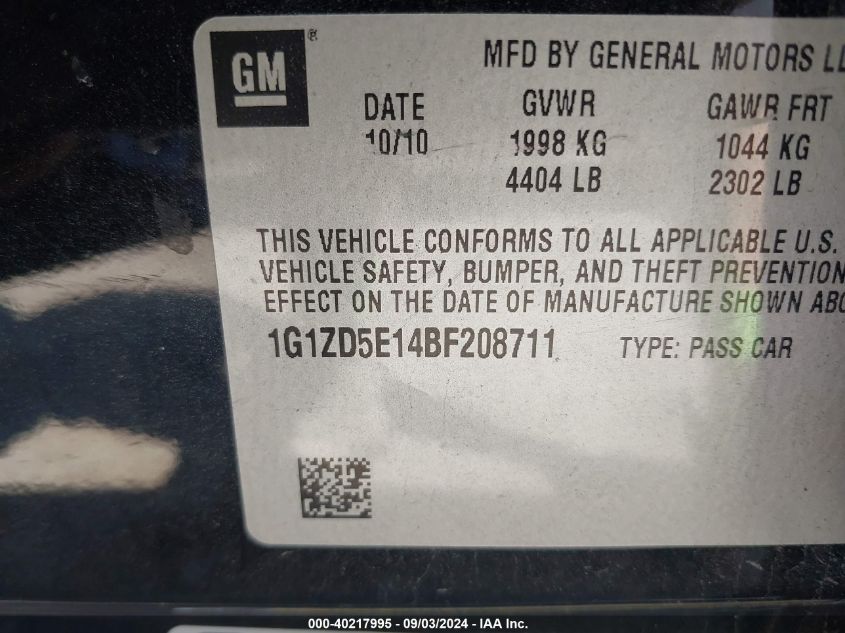 GM ®
MFD BY GENERAL MOTORS
DATE GVWR GAWR FRT
10/10 1998 KG 1044 KG
4404 LB 2302 LB
THIS VEHICLE CONFORMS TO ALL APPLICABLE U.S.
VEHICLE SAFETY, BUMPER, AND THEFT PREVENTION
EFFECT ON THE DATE OF MANUFACTURE SHOWN
1G1ZD5E14BF208711 TYPE: PASS CAR
000-40217995 - 09/03/2024 - IAA Inc.